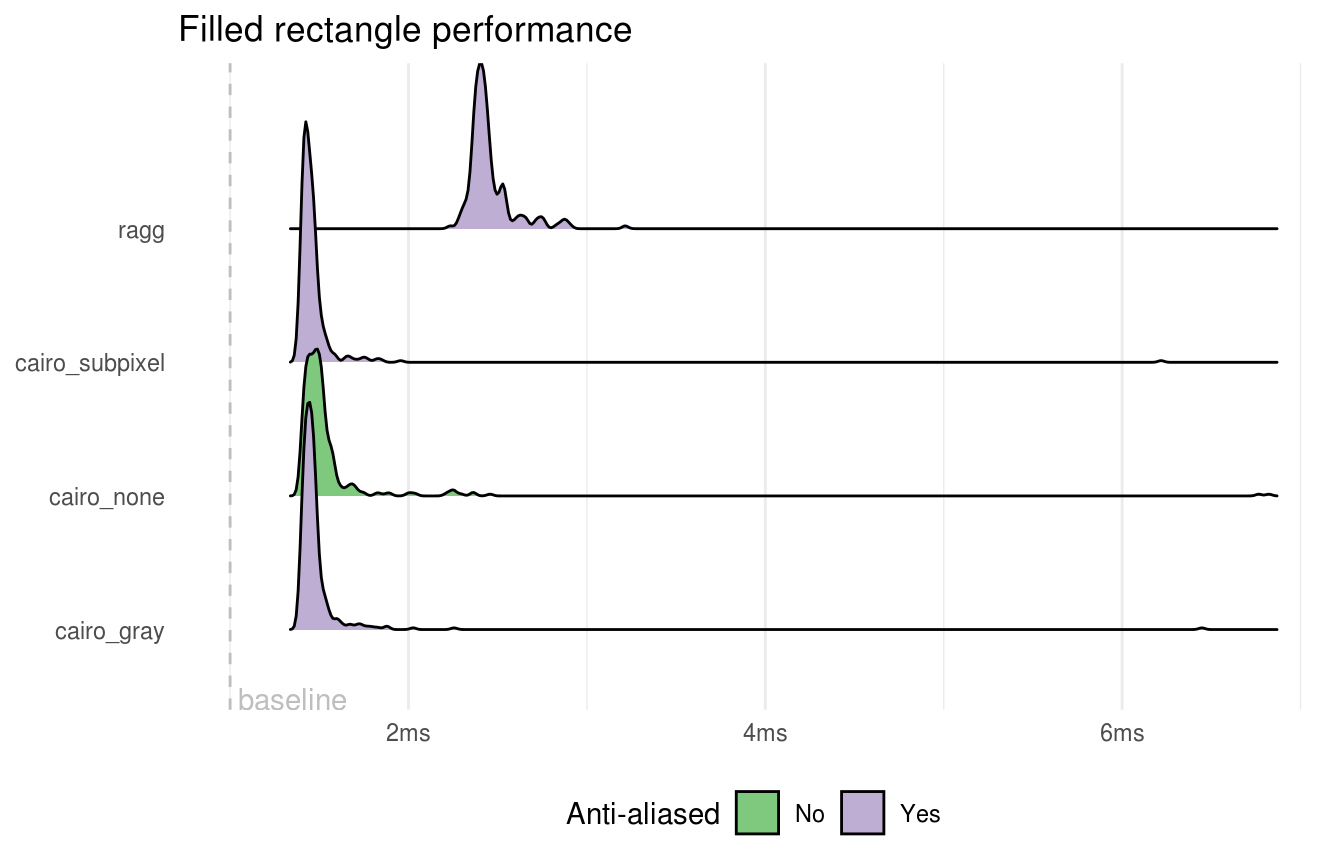 Filled rectangle performance
ragg
cairo_subpixel
cairo_none
cairo_gray
baseline
2ms 4ms 6ms
Anti-aliased No Yes